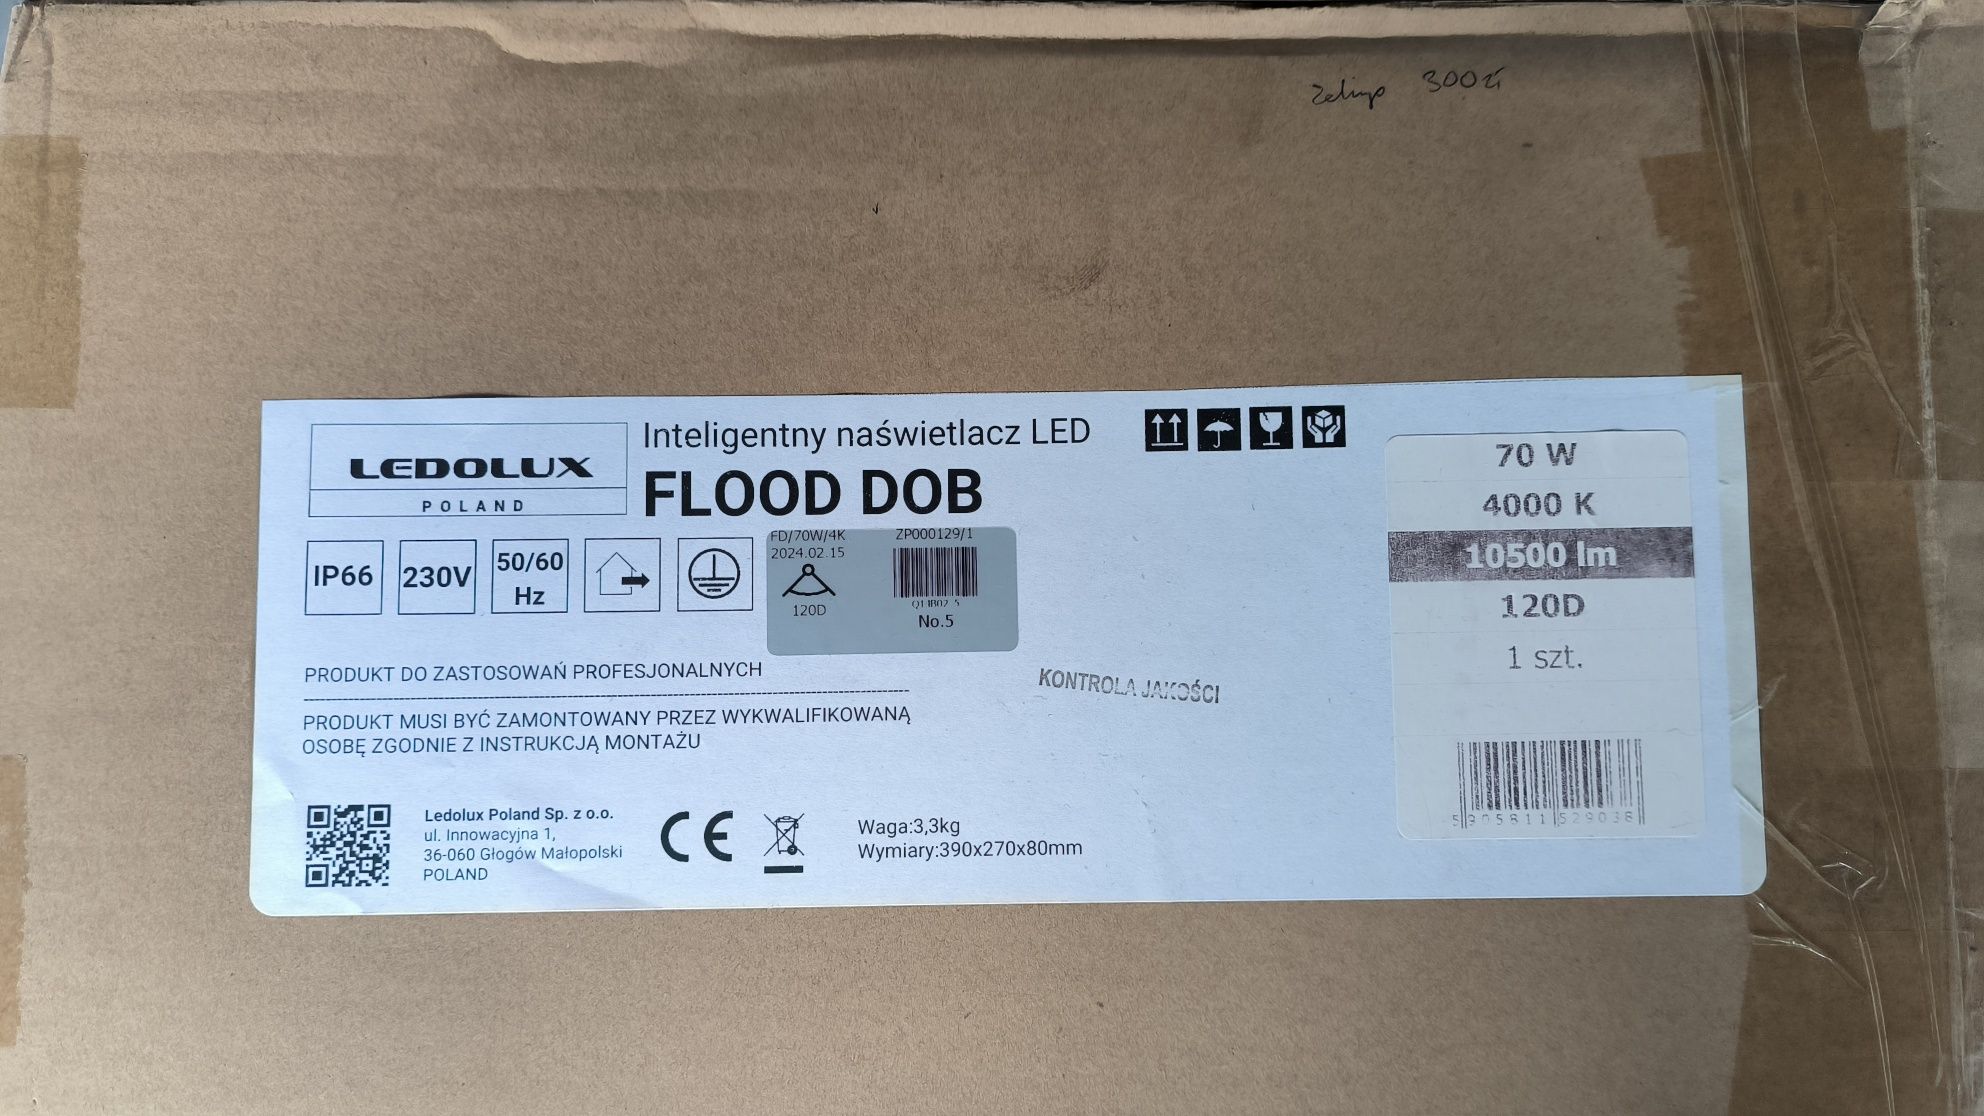 300zł
LEDOLUX
POLAND
Inteligentny naświetlacz LED
FLOOD DOB
IP66
230V
50/60
Hz
FD/70W/4K
ZP000129/1
2024.02.15
120D
No.5
70 W
4000 K
10500 lm
120D
1 szt.
PRODUKT DO ZASTOSOWAŃ PROFESJONALNYCH
PRODUKT MUSI BYĆ ZAMONTOWANY PRZEZ WYKWALIFIKOWANĄ
OSOBĘ ZGODNIE Z INSTRUKCJĄ MONTAŻU
KONTROLA JAKOŚCI
Ledolux Poland Sp. z o.o.
ul. Innowacyjna 1,
36-060 Głogów Małopolski
POLAND
CE
Waga:3,3kg
Wymiary:390x270x80mm
5 905811 529038